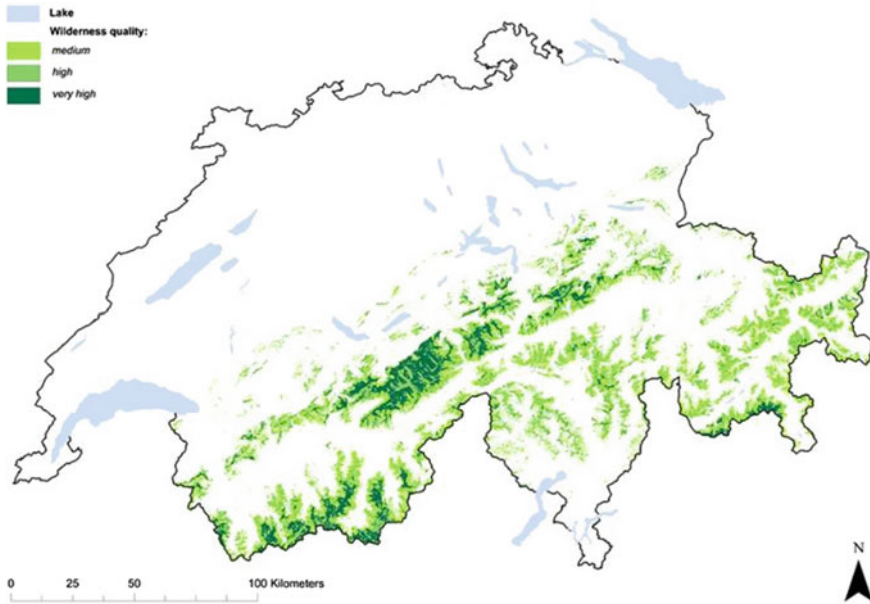 Lake
Wilderness quality:
medium
high
very high
N
0 25 50 100 Kilometers